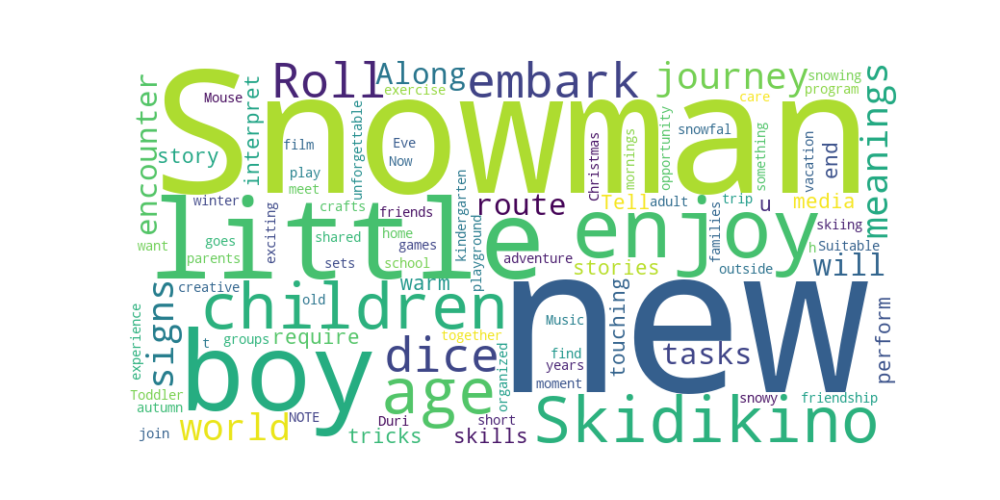 Snowman
new
little
boy
enjoy
children
Skidikino
age
dice
Roll
embark
journey
Along
meanings
encounter
signs
world
route
will
tasks
story
interpret
stories
Tell
media
u
end
touching
perform
require
warm
tricks
skills
Mouse
exercise
film
play
meet
unforgettable
Eve
Now
Christmas
mornings
opportunity
snowfal
care
something
vacation
snowing
program
winter
crafts
friends
kindergarten
playground
adult
trip
families
skiing
h
Suitable
outside
want
goes
parents
exciting
shared
home
games
sets
school
adventure
creative
old
experience
t
groups
together
organized
Music
find
years
moment
snowy
friendship
Toddler
autumn
join
NOTE
Duri
short